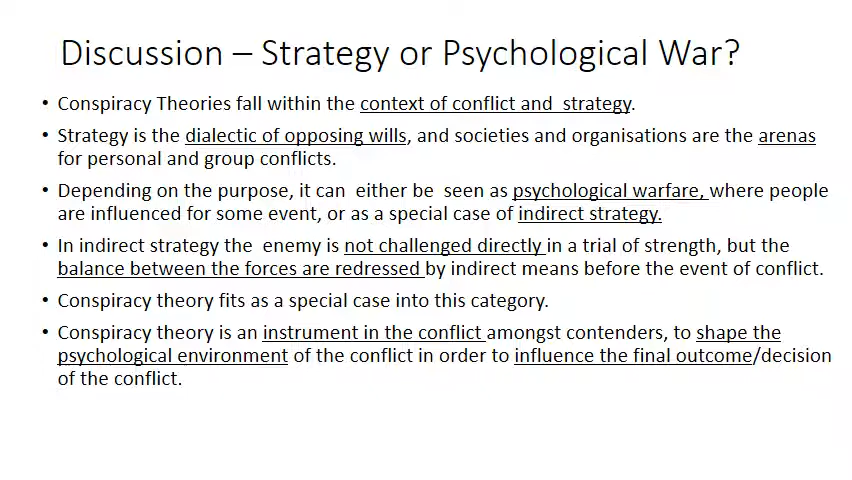 Discussion – Strategy or Psychological War?
• Conspiracy Theories fall within the context of conflict and  strategy.
• Strategy is the dialectic of opposing wills, and societies and organisations are the arenas
for personal and group conflicts.
• Depending on the purpose, it can  either be  seen as psychological warfare, where people
are influenced for some event, or as a special case of indirect strategy.
• In indirect strategy the  enemy is not challenged directly in a trial of strength, but the
balance between the forces are redressed by indirect means before the event of conflict.
• Conspiracy theory fits as a special case into this category.
• Conspiracy theory is an instrument in the conflict amongst contenders, to shape the
psychological environment of the conflict in order to influence the final outcome/decision
of the conflict.